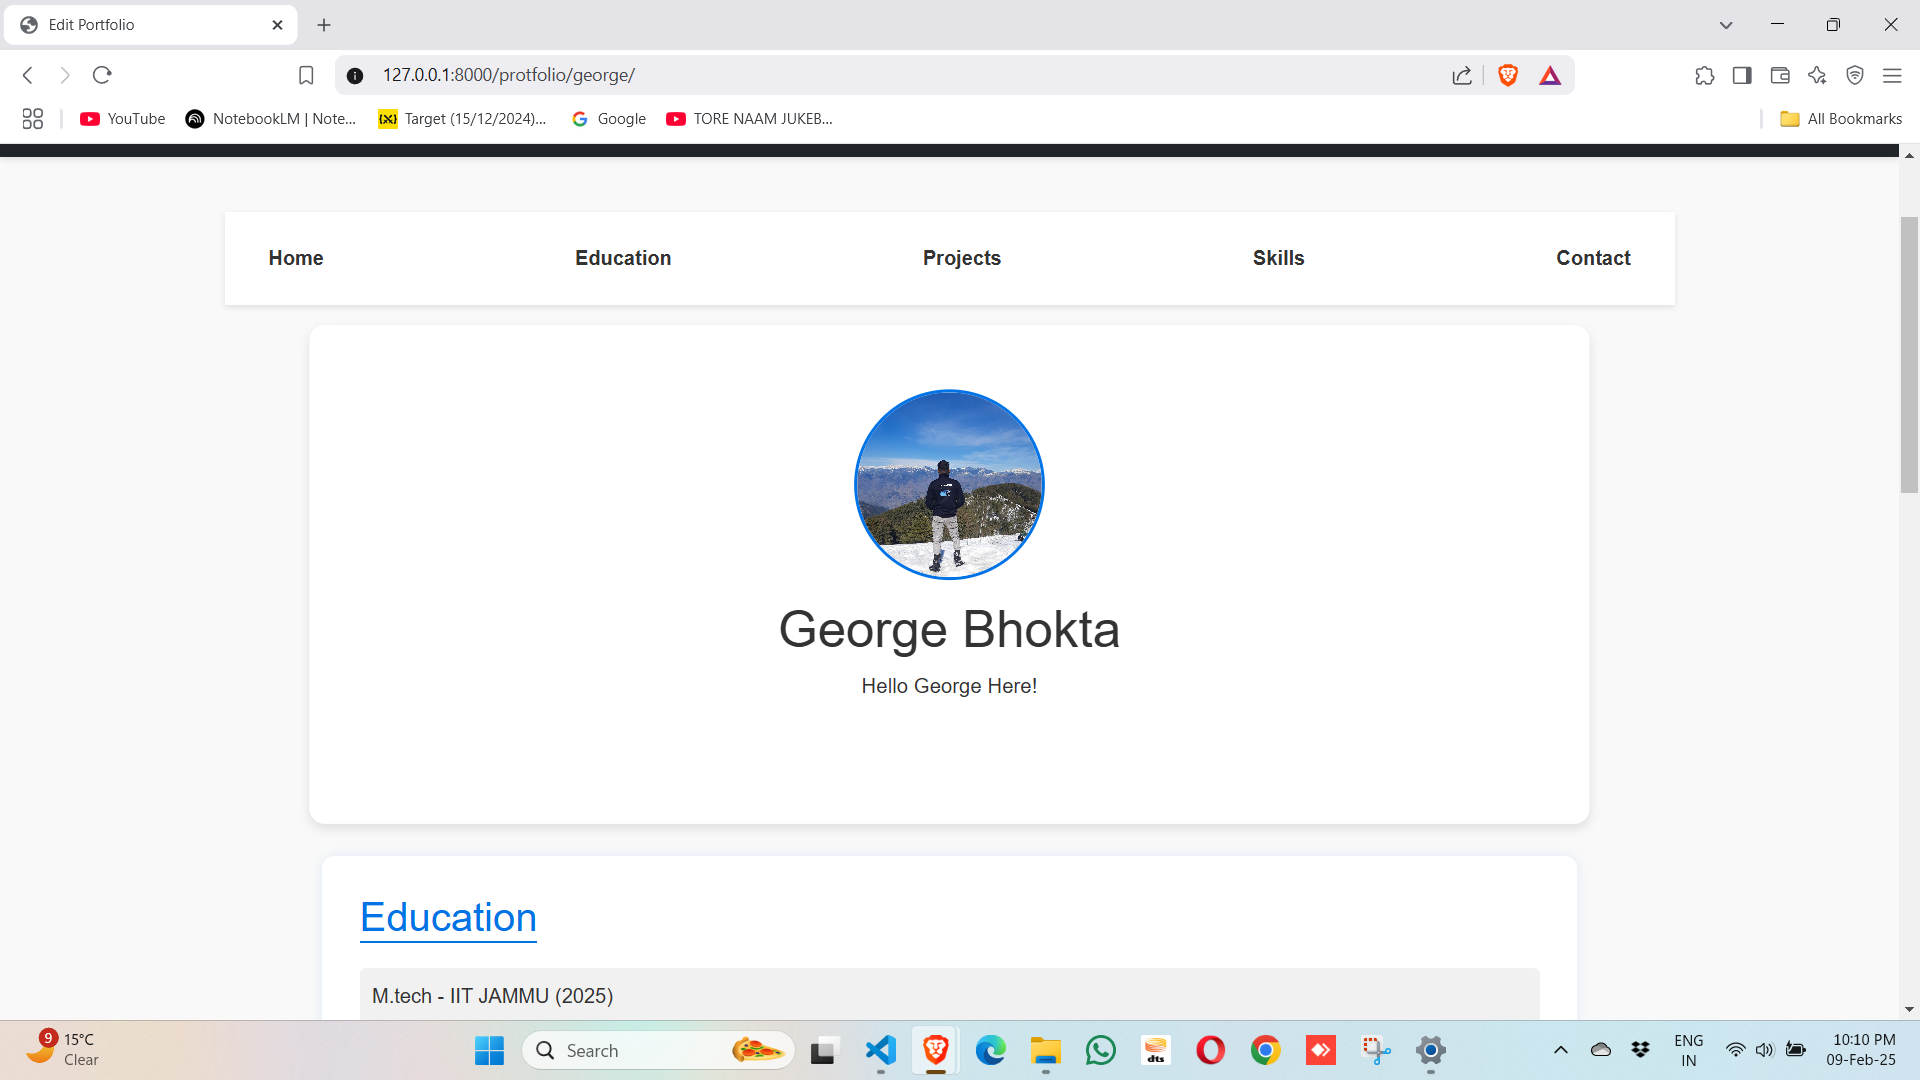 Edit Portfolio
127.0.0.1:8000/protfolio/george/
YouTube
NotebookLM | Note...
Target (15/12/2024)...
Google
TORE NAAM JUKEB...
All Bookmarks
Home
Education
Projects
Skills
Contact
George Bhokta
Hello George Here!
Education
M.tech - IIT JAMMU (2025)
9
15°C
Clear
Search
dts
ENG
IN
10:10 PM
09-Feb-25